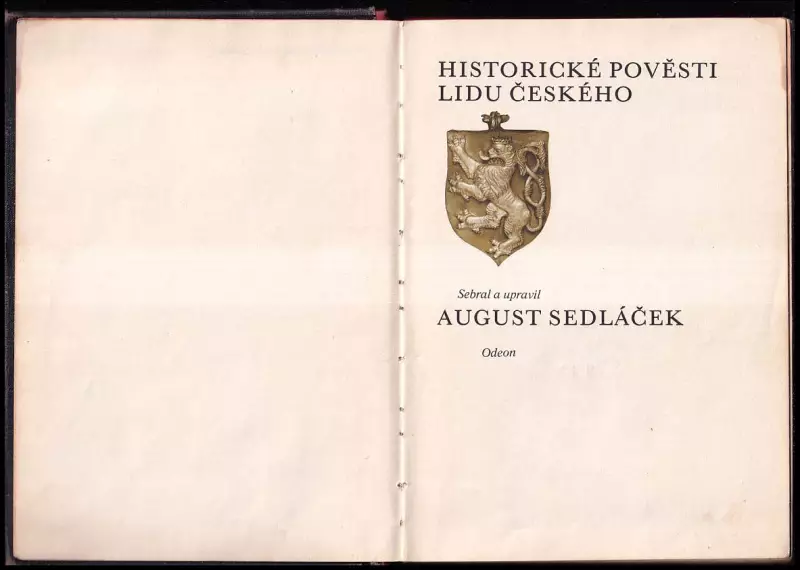 HISTORICKÉ POVĚSTI
LIDU ČESKÉHO
Sebral a upravil
AUGUST SEDLÁČEK
Odeon